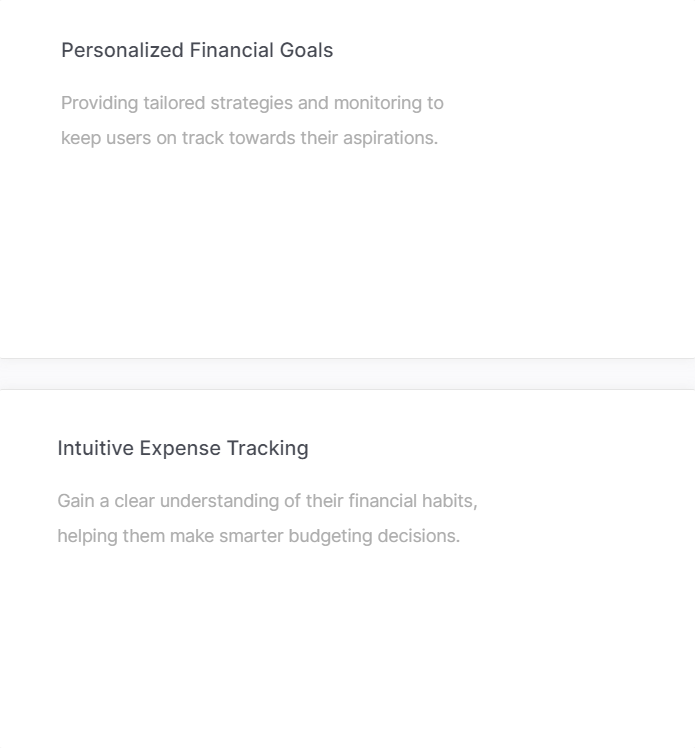 Personalized Financial Goals
Providing tailored strategies and monitoring to
keep users on track towards their aspirations.
Intuitive Expense Tracking
Gain a clear understanding of their financial habits,
helping them make smarter budgeting decisions.